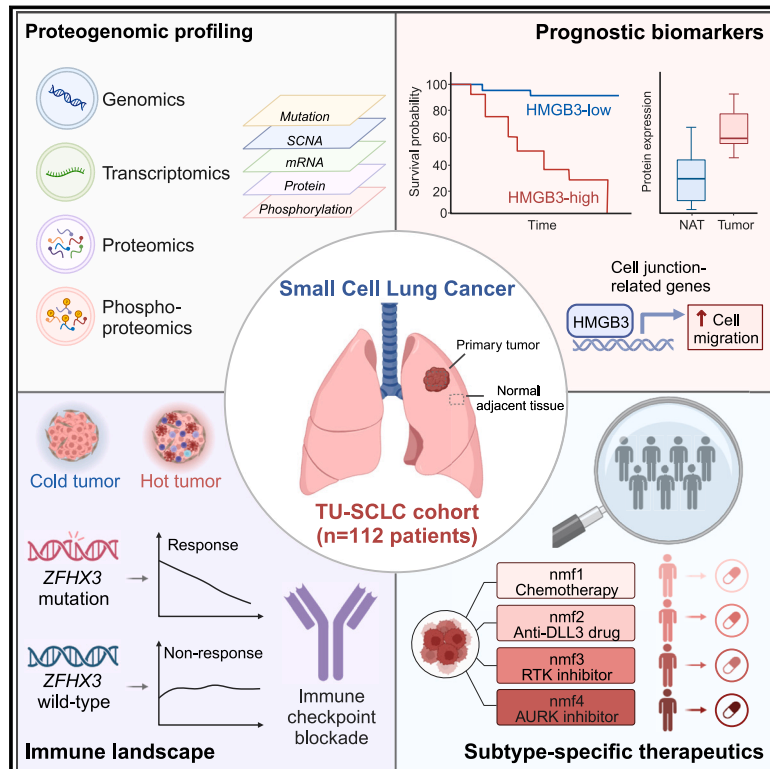 Proteogenomic profiling
Genomics
Transcriptomics
Proteomics
Phospho-
proteomics
Mutation
SCNA
mRNA
Protein
Phosphorylation
Prognostic biomarkers
Survival probability
100
80
60
40
20
0
HMGB3-low
HMGB3-high
Time
Protein expression
NAT
Tumor
Cell junction-
related genes
HMGB3
↑ Cell
migration
Small Cell Lung Cancer
Primary tumor
Normal
adjacent tissue
TU-SCLC cohort
(n=112 patients)
Cold tumor
Hot tumor
ZFHX3
mutation
Response
ZFHX3
wild-type
Non-response
Immune
checkpoint
blockade
Immune landscape
nmf1
Chemotherapy
nmf2
Anti-DLL3 drug
nmf3
RTK inhibitor
nmf4
AURK inhibitor
Subtype-specific therapeutics